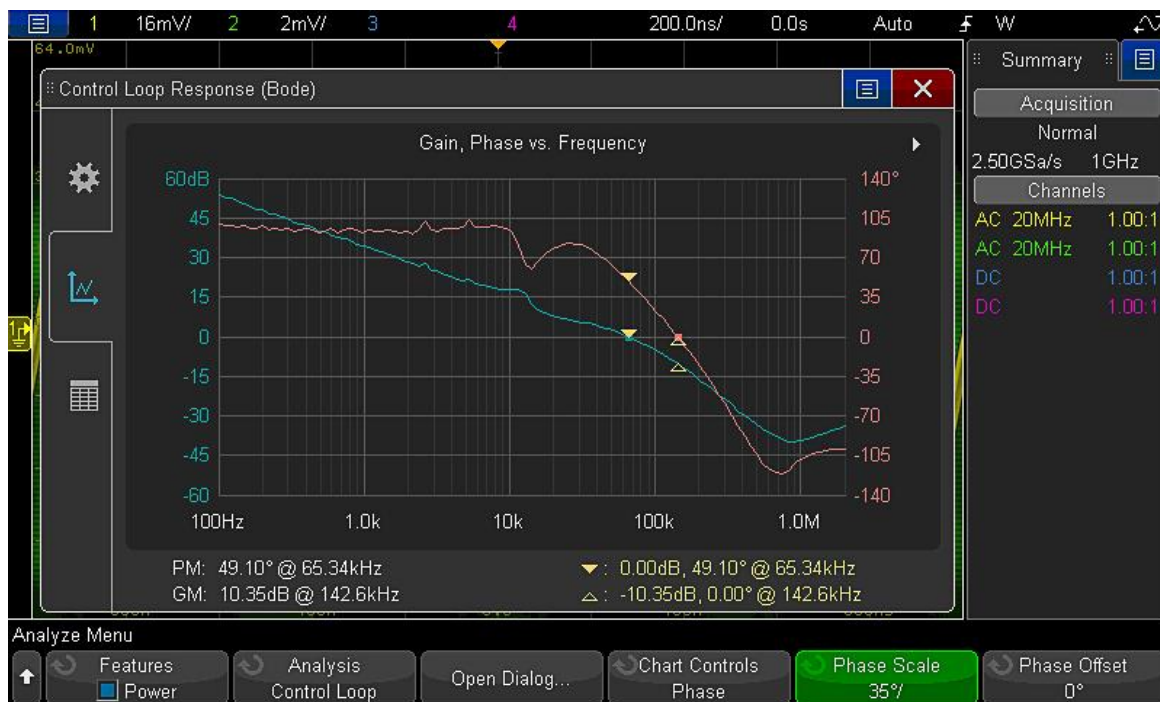 1 16mV/ 2 2mV/ 3 4 200.0ns/ 0.0s Auto W
64.0mV
Summary
Control Loop Response (Bode)
Acquisition
Normal
2.50GSa/s 1GHz
Channels
AC 20MHz 1.00:1
AC 20MHz 1.00:1
DC 1.00:1
DC 1.00:1
Gain, Phase vs. Frequency
60dB 140°
45 105
30 70
15 35
0 0
-15 -35
-30 -70
-45 -105
-60 -140
100Hz 1.0k 10k 100k 1.0M
PM: 49.10° @ 65.34kHz : 0.00dB, 49.10° @ 65.34kHz
GM: 10.35dB @ 142.6kHz : -10.35dB, 0.00° @ 142.6kHz
Analyze Menu
Features Analysis Open Dialog... Chart Controls Phase Scale Phase Offset
Power Control Loop Phase 35°/ 0°